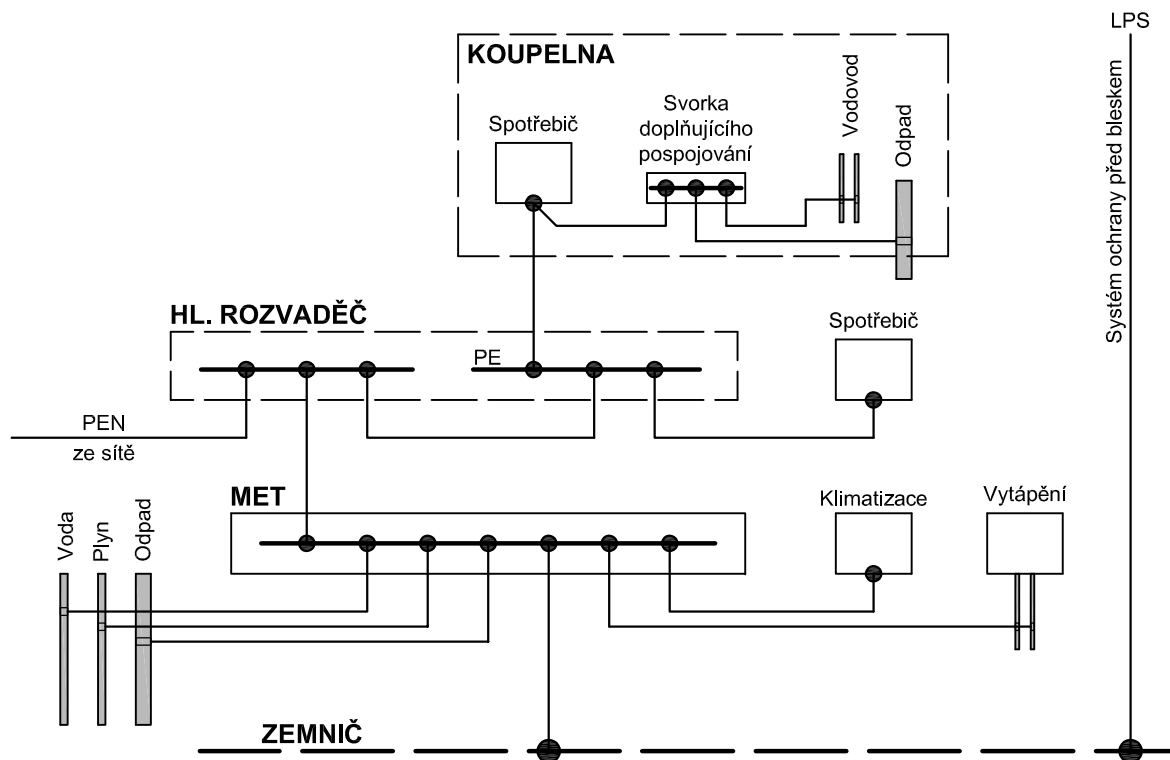 LPS
KOUPELNA
Spotřebič
Svorka
doplňujícího
pospojování
Vodovod
Odpad
Systém ochrany před bleskem
HL. ROZVADĚČ
PE
Spotřebič
PEN
ze sítě
MET
Klimatizace
Vytápění
Voda
Plyn
Odpad
ZEMNIČ